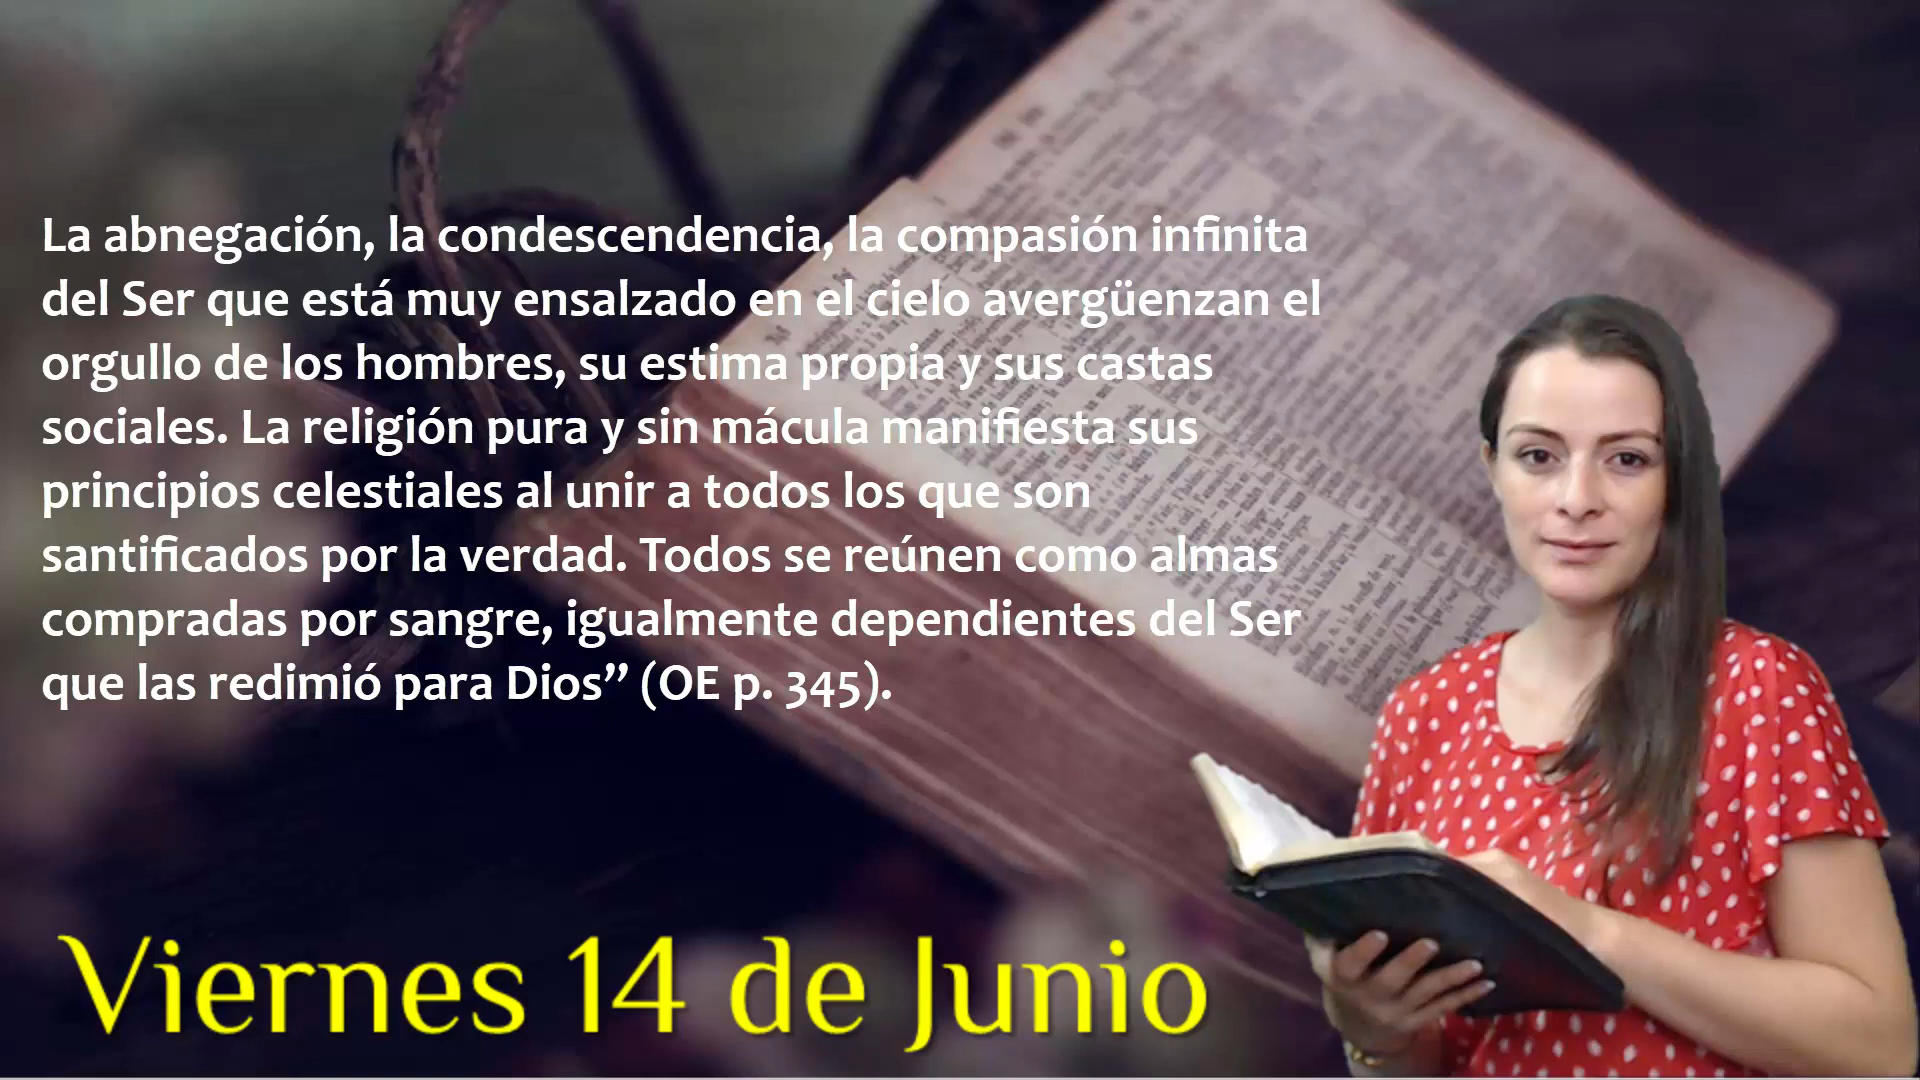 La abnegación, la condescendencia, la compasión infinita
del Ser que está muy ensalzado en el cielo avergüenzan el
orgullo de los hombres, su estima propia y sus castas
sociales. La religión pura y sin mácula manifiesta sus
principios celestiales al unir a todos los que son
santificados por la verdad. Todos se reúnen como almas
compradas por sangre, igualmente dependientes del Ser
que las redimió para Dios” (OE p. 345).
Viernes 14 de Junio